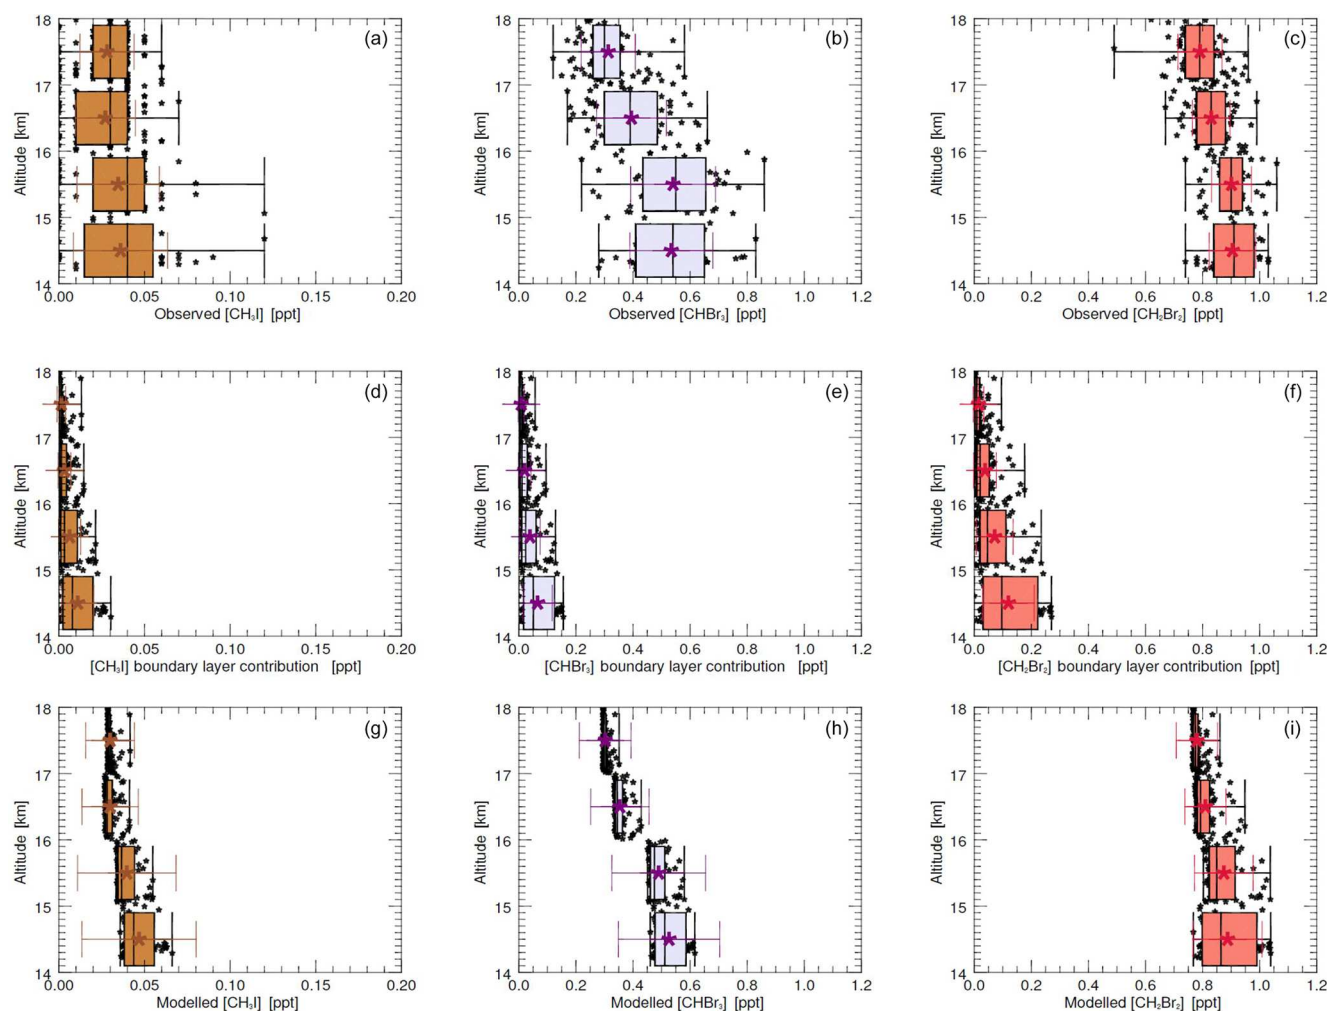 18 (a)
17
16
15
14
0.00 0.05 0.10 0.15 0.20
Altitude [km]
Observed [CH₃I] [ppt]
18 (b)
17
16
15
14
0.0 0.2 0.4 0.6 0.8 1.0 1.2
Altitude [km]
Observed [CHBr₃] [ppt]
18 (c)
17
16
15
14
0.0 0.2 0.4 0.6 0.8 1.0 1.2
Altitude [km]
Observed [CH₂Br₂] [ppt]
18 (d)
17
16
15
14
0.00 0.05 0.10 0.15 0.20
Altitude [km]
[CH₃I] boundary layer contribution [ppt]
18 (e)
17
16
15
14
0.0 0.2 0.4 0.6 0.8 1.0 1.2
Altitude [km]
[CHBr₃] boundary layer contribution [ppt]
18 (f)
17
16
15
14
0.0 0.2 0.4 0.6 0.8 1.0 1.2
Altitude [km]
[CH₂Br₂] boundary layer contribution [ppt]
18 (g)
17
16
15
14
0.00 0.05 0.10 0.15 0.20
Altitude [km]
Modelled [CH₃I] [ppt]
18 (h)
17
16
15
14
0.0 0.2 0.4 0.6 0.8 1.0 1.2
Altitude [km]
Modelled [CHBr₃] [ppt]
18 (i)
17
16
15
14
0.0 0.2 0.4 0.6 0.8 1.0 1.2
Altitude [km]
Modelled [CH₂Br₂] [ppt]